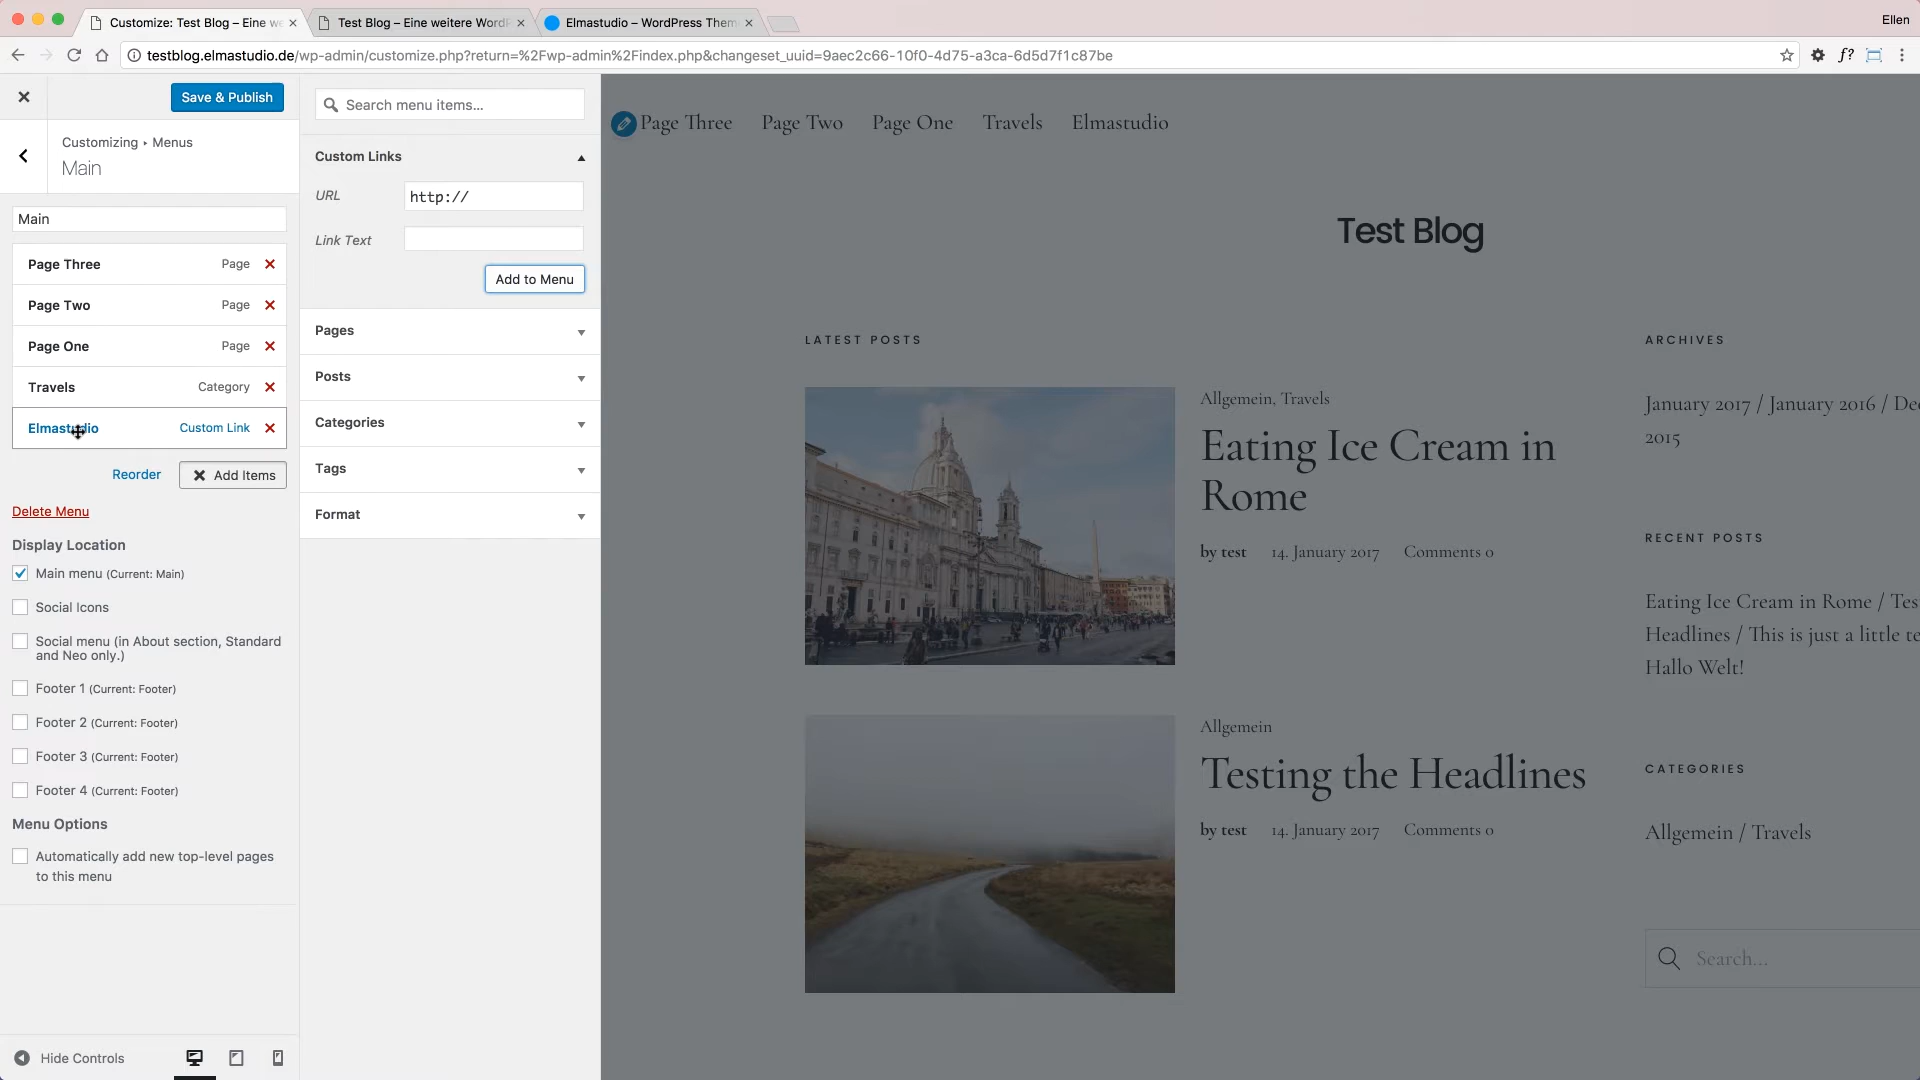 Customize: Test Blog – Eine we
Test Blog – Eine weitere WordP
Elmastudio – WordPress Them
Ellen
testblog.elmastudio.de/wp-admin/customize.php?return=%2Fwp-admin%2Findex.php&changeset_uuid=9aec2c66-10f0-4d75-a3ca-6d5d7f1c87be
f?
Save & Publish
Customizing ▸ Menus
Main
Main
Page Three Page
Page Two Page
Page One Page
Travels Category
Elmastudio Custom Link
Reorder
Add Items
Delete Menu
Display Location
Main menu (Current: Main)
Social Icons
Social menu (in About section, Standard
and Neo only.)
Footer 1 (Current: Footer)
Footer 2 (Current: Footer)
Footer 3 (Current: Footer)
Footer 4 (Current: Footer)
Menu Options
Automatically add new top-level pages
to this menu
Hide Controls
Search menu items...
Custom Links
URL http://
Link Text
Add to Menu
Pages
Posts
Categories
Tags
Format
Page Three Page Two Page One Travels Elmastudio
Test Blog
LATEST POSTS
Allgemein, Travels
Eating Ice Cream in
Rome
by test 14. January 2017 Comments 0
Allgemein
Testing the Headlines
by test 14. January 2017 Comments 0
ARCHIVES
January 2017 / January 2016 / De
2015
RECENT POSTS
Eating Ice Cream in Rome / Tes
Headlines / This is just a little te
Hallo Welt!
CATEGORIES
Allgemein / Travels
Search...